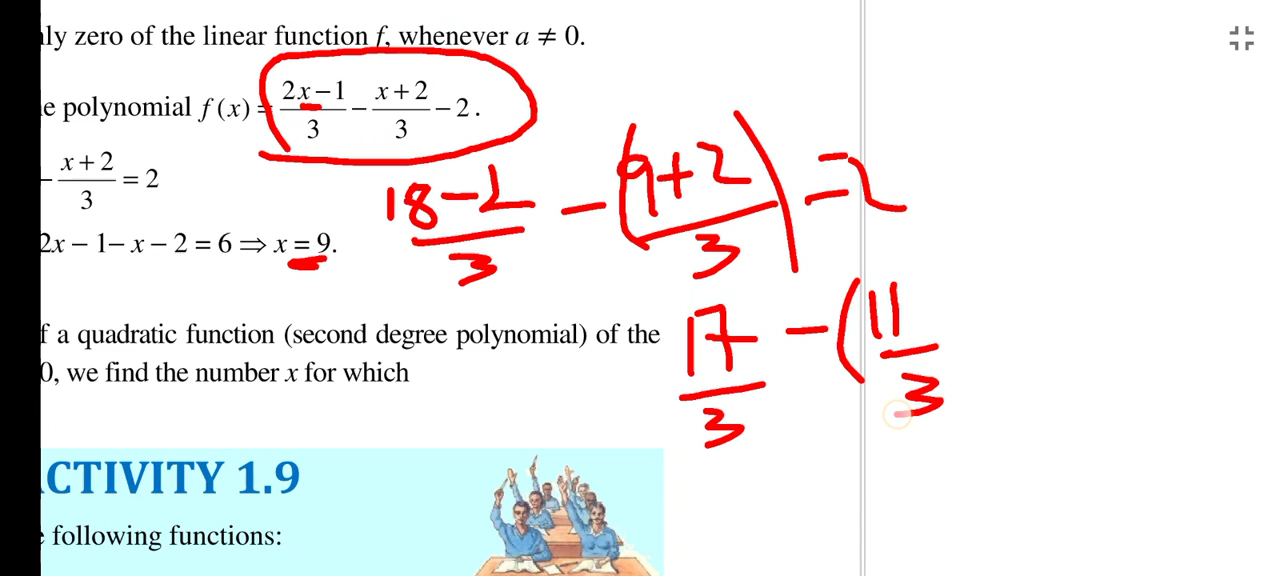 nly zero of the linear function f, whenever a ≠ 0.
e polynomial f(x) = (2x−1)/3 − (x+2)/3 − 2.
− (x+2)/3 = 2
2x − 1 − x − 2 = 6 ⇒ x = 9.
(18−1)/3 − ((9+2)/3) = 2
17/3 − (11/3
f a quadratic function (second degree polynomial) of the
0, we find the number x for which
CTIVITY 1.9
e following functions: